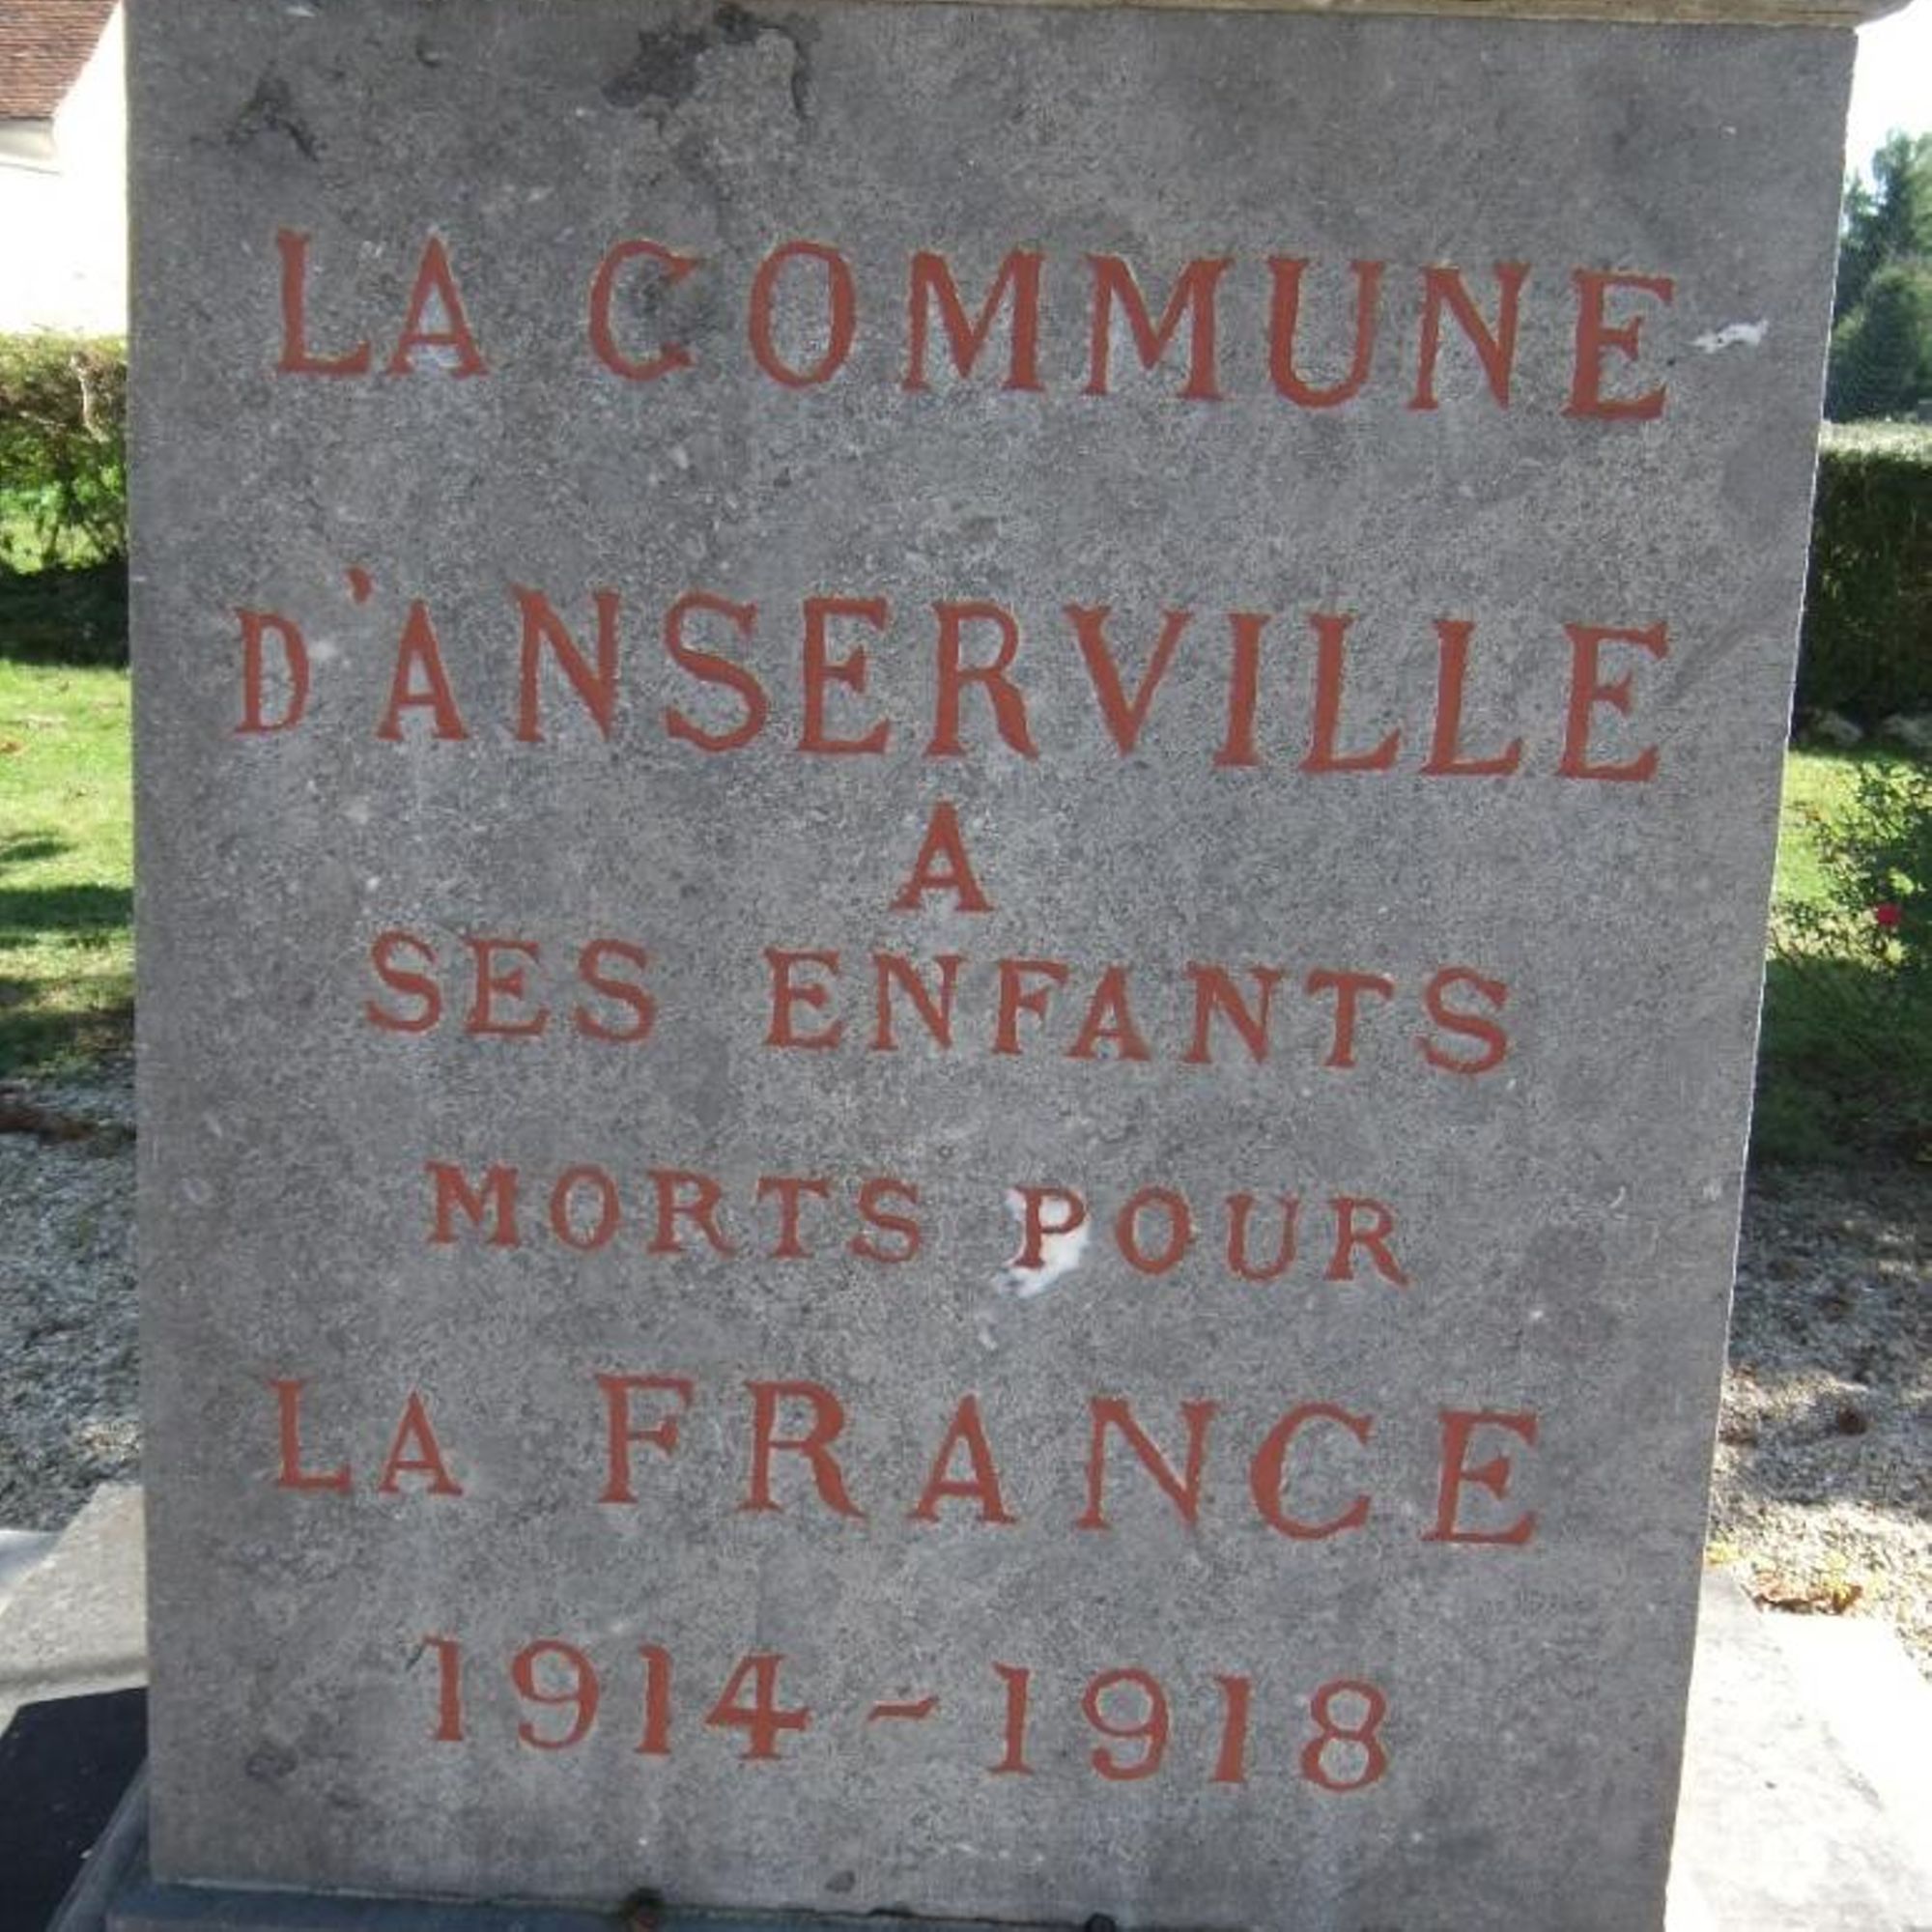 LA COMMUNE
D'ANSERVILLE
A
SES ENFANTS
MORTS POUR
LA FRANCE
1914-1918